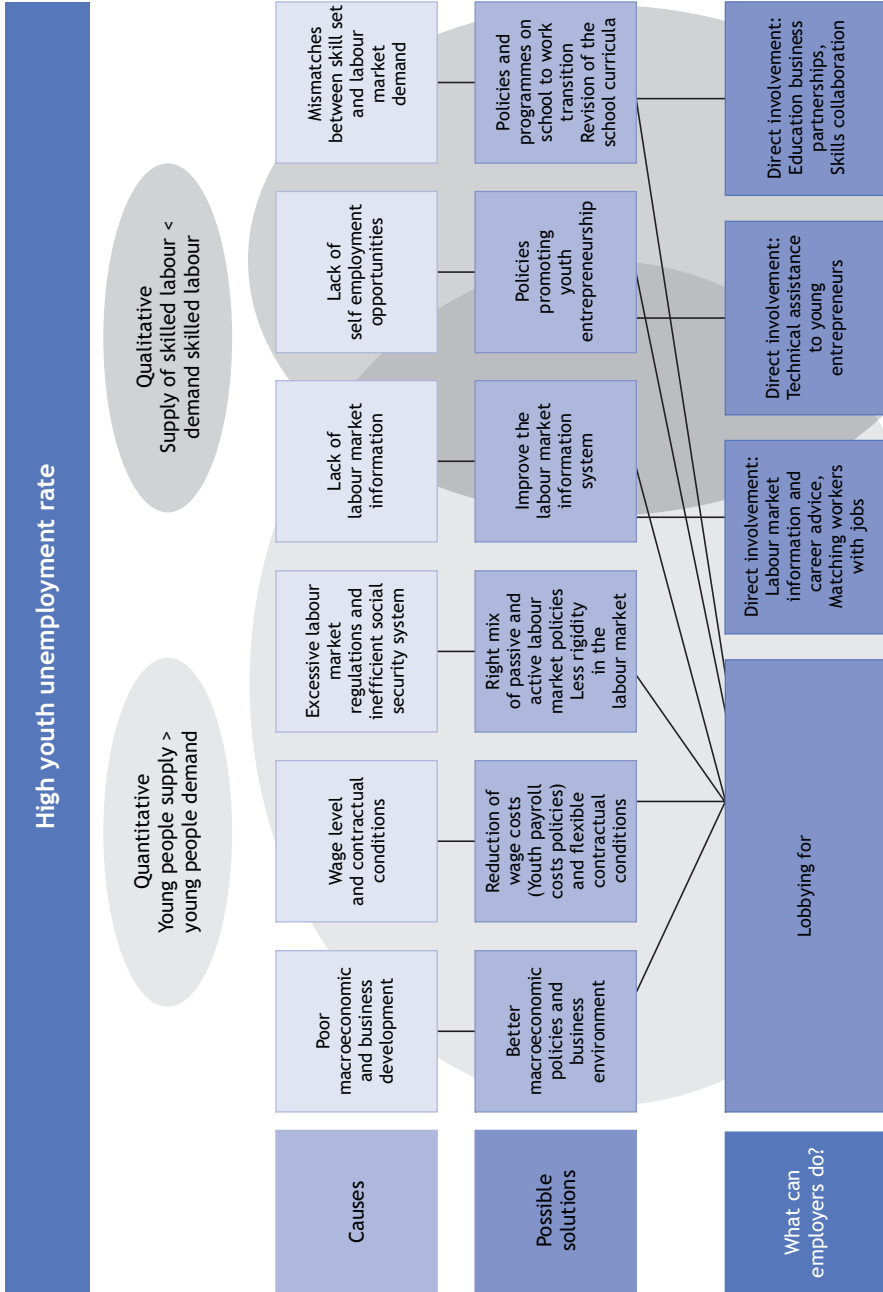 High youth unemployment rate
Quantitative
Young people supply >
young people demand
Qualitative
Supply of skilled labour <
demand skilled labour
Causes
Poor
macroeconomic
and business
development
Wage level
and contractual
conditions
Excessive labour
market
regulations and
inefficient social
security system
Lack of
labour market
information
Lack of
self employment
opportunities
Mismatches
between skill set
and labour
market
demand
Possible
solutions
Better
macroeconomic
policies and
business
environment
Reduction of
wage costs
(Youth payroll
costs policies)
and flexible
contractual
conditions
Right mix
of passive and
active labour
market policies
Less rigidity
in the
labour market
Improve the
labour market
information
system
Policies
promoting
youth
entrepreneurship
Policies and
programmes on
school to work
transition
Revision of the
school curricula
What can
employers do?
Lobbying for
Direct involvement:
Labour market
information and
career advice,
Matching workers
with jobs
Direct involvement:
Technical assistance
to young
entrepreneurs
Direct involvement:
Education business
partnerships,
Skills collaboration